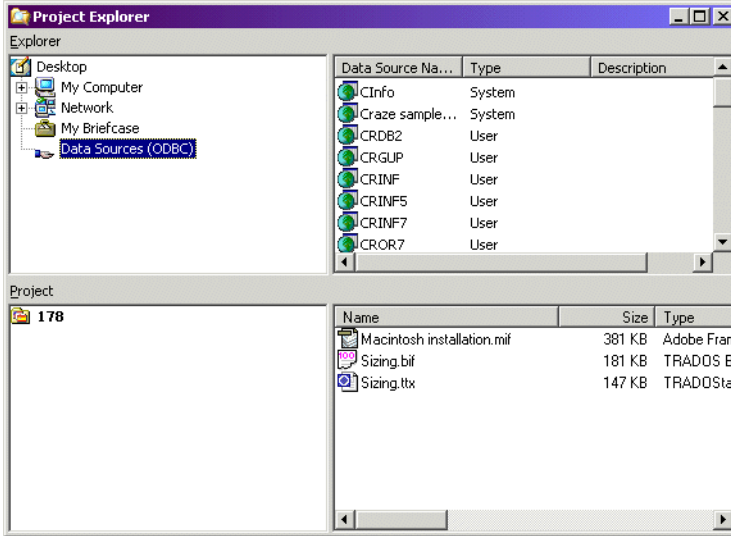 Project Explorer
Explorer
Desktop
My Computer
Network
My Briefcase
Data Sources (ODBC)
Data Source Na... Type Description
CInfo System
Craze sample... System
CRDB2 User
CRGUP User
CRINF User
CRINF5 User
CRINF7 User
CROR7 User
Project
178
Name Size Type
Macintosh installation.mif 381 KB Adobe Fran
Sizing.bif 181 KB TRADOS E
Sizing.ttx 147 KB TRADOSta